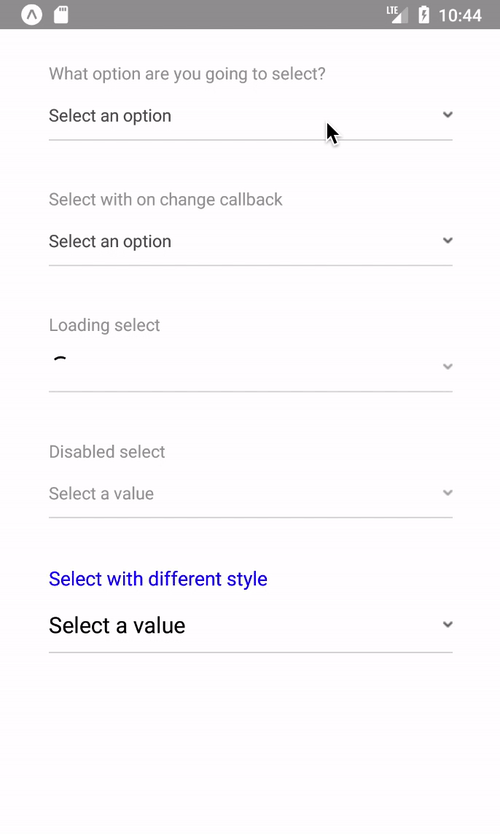 LTE 10:44
What option are you going to select?
Select an option
Select with on change callback
Select an option
Loading select
Disabled select
Select a value
Select with different style
Select a value